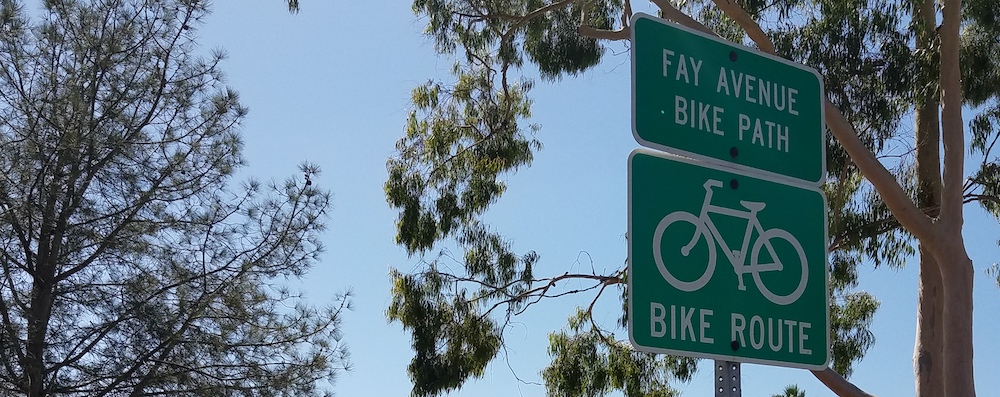 FAY AVENUE
BIKE PATH
BIKE ROUTE